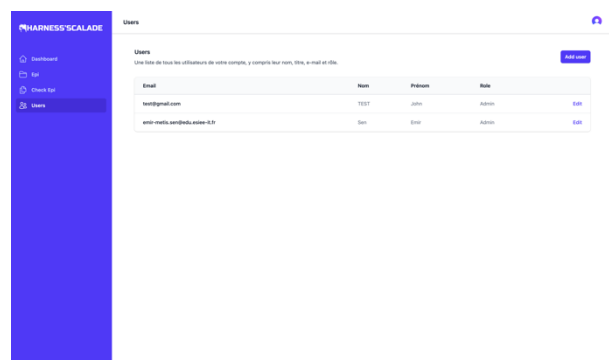 HARNESS'SCALADE
Dashboard
Epi
Check Epi
Users
Users
Users
Une liste de tous les utilisateurs de votre compte, y compris leur nom, titre, e-mail et rôle.
Add user
Email Nom Prénom Role
test@gmail.com TEST John Admin Edit
emir-metis.sen@edu.esiee-it.fr Sen Emir Admin Edit